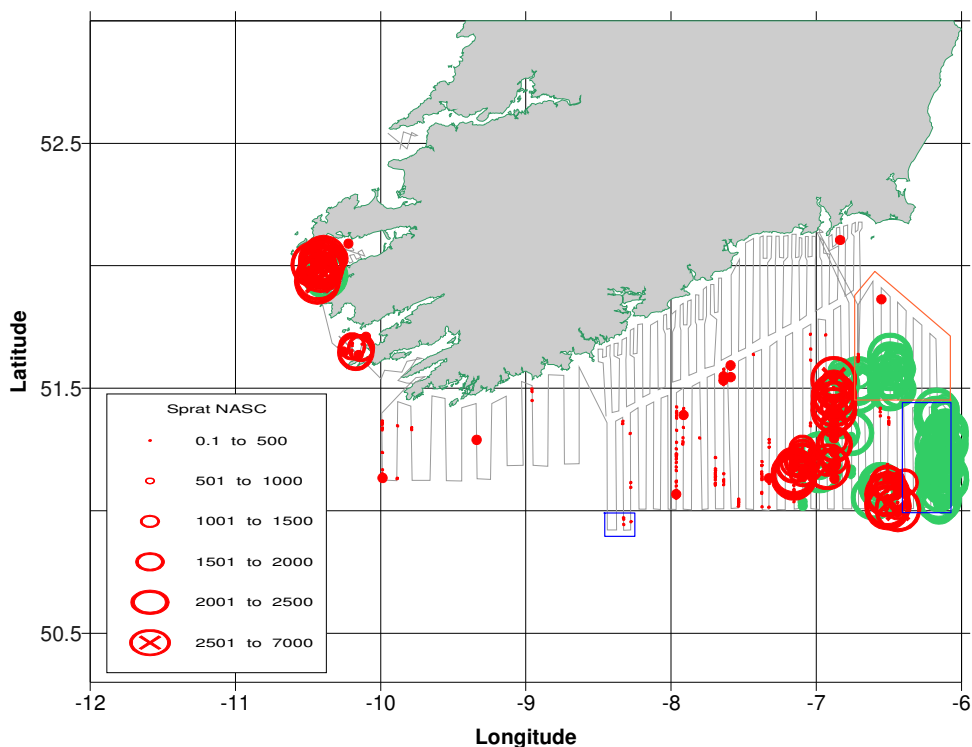 52.5
51.5
50.5
Latitude
Sprat NASC
0.1 to 500
501 to 1000
1001 to 1500
1501 to 2000
2001 to 2500
2501 to 7000
-12 -11 -10 -9 -8 -7 -6
Longitude